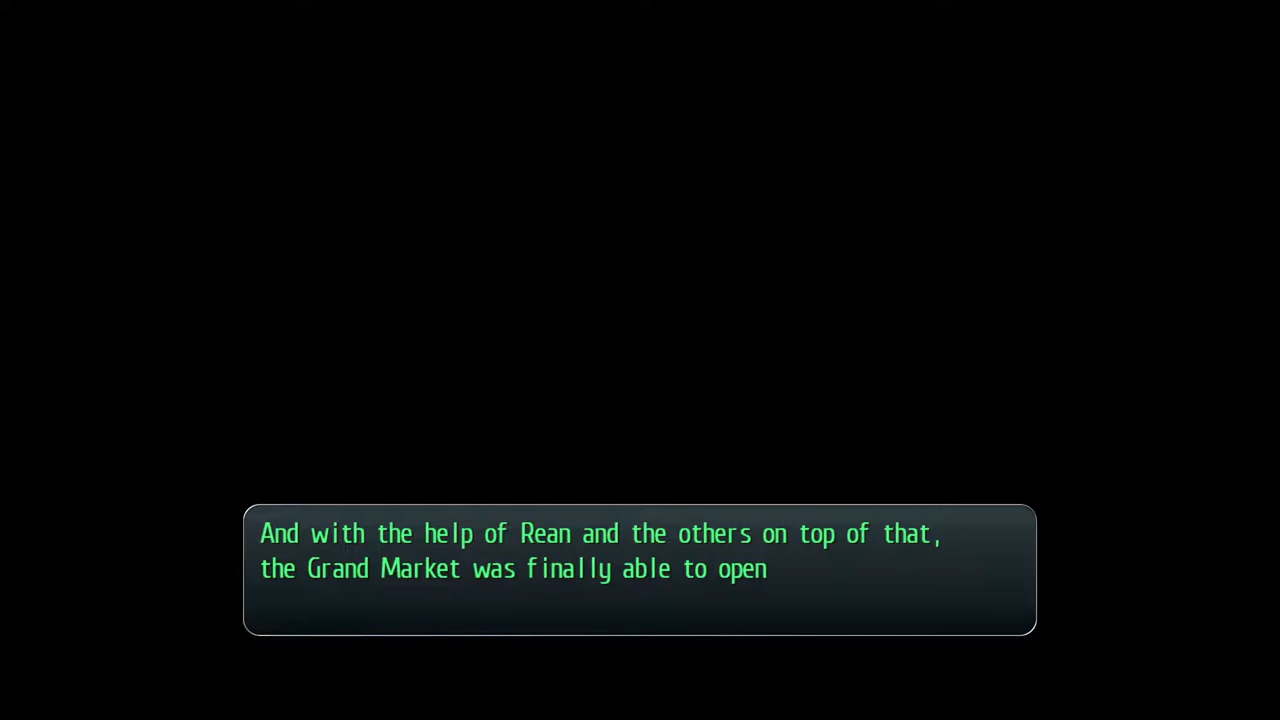 And with the help of Rean and the others on top of that,
the Grand Market was finally able to open